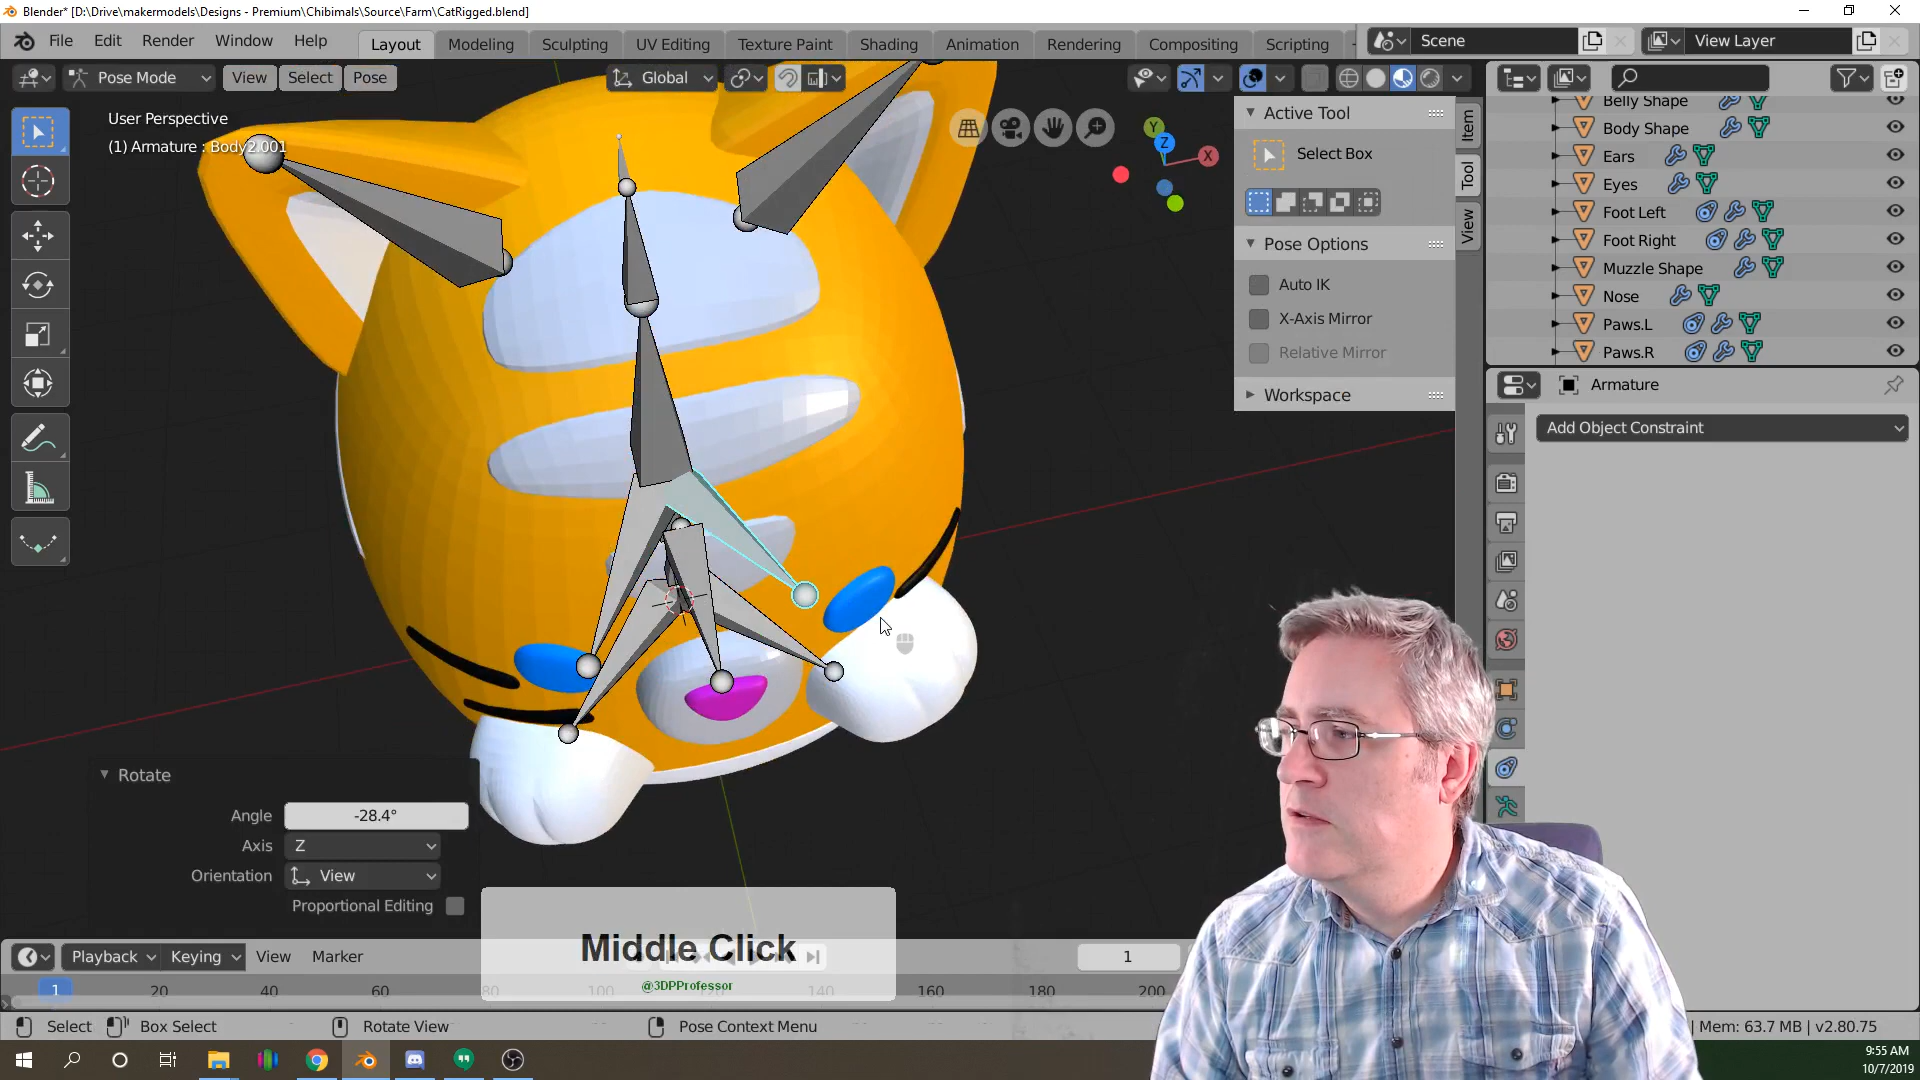 Blender* [D:\Drive\makermodels\Designs - Premium\Chibimals\Source\Farm\CatRigged.blend]
File Edit Render Window Help Layout Modeling Sculpting UV Editing Texture Paint Shading Animation Rendering Compositing Scripting Scene View Layer
Pose Mode View Select Pose Global
User Perspective
(1) Armature : Body2.001
Y
Z
X
Active Tool
Select Box
Pose Options
Auto IK
X-Axis Mirror
Relative Mirror
Workspace
Item
Tool
View
Belly Shape
Body Shape
Ears
Eyes
Foot Left
Foot Right
Muzzle Shape
Nose
Paws.L
Paws.R
Armature
Add Object Constraint
Rotate
Angle -28.4°
Axis Z
Orientation View
Proportional Editing
Middle Click
@3DPProfessor
Playback Keying View Marker 1
1 20 40 60 100 120 140 160 180 200
Select Box Select Rotate View Pose Context Menu | Mem: 63.7 MB | v2.80.75
9:55 AM
10/7/2019